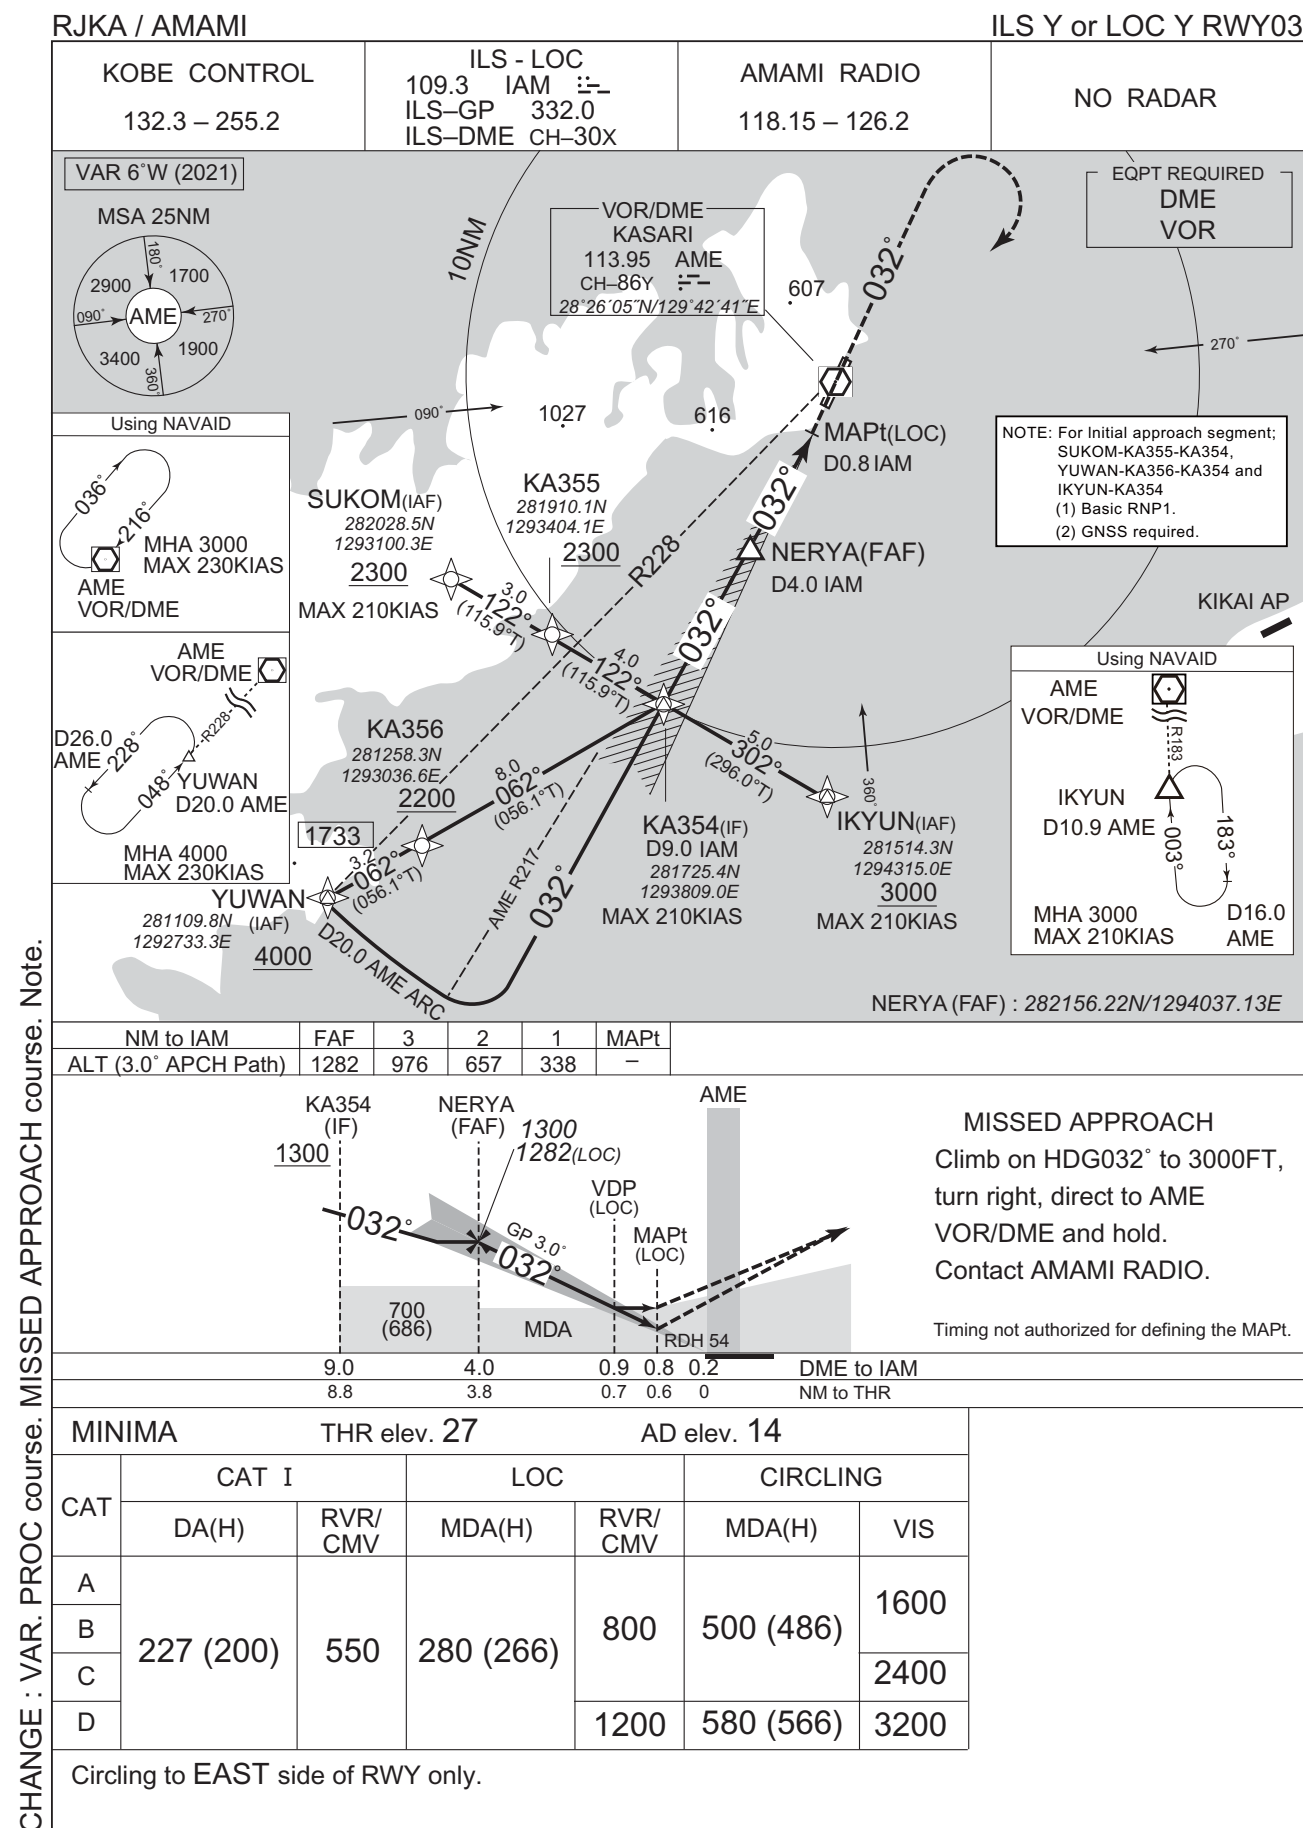 RJKA / AMAMI
ILS Y or LOC Y RWY03
KOBE CONTROL
132.3 – 255.2
ILS - LOC
109.3 IAM
ILS–GP 332.0
ILS–DME CH–30X
AMAMI RADIO
118.15 – 126.2
NO RADAR
VAR 6˚W (2021)
MSA 25NM
180˚
2900
1700
090˚
AME
270˚
3400
1900
360˚
10NM
VOR/DME
KASARI
113.95 AME
CH–86Y
28˚26´05˝N/129˚42´41˝E
607
032˚
EQPT REQUIRED
DME
VOR
270˚
090˚
1027
616
MAPt(LOC)
D0.8 IAM
NOTE: For Initial approach segment;
SUKOM-KA355-KA354,
YUWAN-KA356-KA354 and
IKYUN-KA354
(1) Basic RNP1.
(2) GNSS required.
Using NAVAID
036˚
216˚
MHA 3000
MAX 230KIAS
AME
VOR/DME
SUKOM(IAF)
282028.5N
1293100.3E
2300
MAX 210KIAS
KA355
281910.1N
1293404.1E
2300
R228
032˚
NERYA(FAF)
D4.0 IAM
3.0
122°
(115.9°T)
4.0
122°
(115.9°T)
032˚
KIKAI AP
AME
VOR/DME
R228
D26.0
AME
228˚
048˚
YUWAN
D20.0 AME
MHA 4000
MAX 230KIAS
KA356
281258.3N
1293036.6E
2200
8.0
062°
(056.1°T)
5.0
302°
(296.0°T)
360˚
1733
3.2
062°
(056.1°T)
YUWAN
(IAF)
281109.8N
1292733.3E
4000
D20.0 AME ARC
AME R217
032˚
KA354(IF)
D9.0 IAM
281725.4N
1293809.0E
MAX 210KIAS
IKYUN(IAF)
281514.3N
1294315.0E
3000
MAX 210KIAS
Using NAVAID
AME
VOR/DME
R183
IKYUN
D10.9 AME
003˚
183˚
MHA 3000
MAX 210KIAS
D16.0
AME
NERYA (FAF) : 282156.22N/1294037.13E
NM to IAM FAF 3 2 1 MAPt
ALT (3.0˚ APCH Path) 1282 976 657 338 –
KA354
(IF)
1300
NERYA
(FAF)
1300
1282(LOC)
AME
VDP
(LOC)
MAPt
(LOC)
032˚
GP 3.0˚
032˚
700
(686)
MDA
RDH 54
9.0 4.0 0.9 0.8 0.2 DME to IAM
8.8 3.8 0.7 0.6 0 NM to THR
MISSED APPROACH
Climb on HDG032˚ to 3000FT,
turn right, direct to AME
VOR/DME and hold.
Contact AMAMI RADIO.
Timing not authorized for defining the MAPt.
MINIMA THR elev. 27 AD elev. 14
CAT
CAT I LOC CIRCLING
DA(H) RVR/CMV MDA(H) RVR/CMV MDA(H) VIS
A
B
C
D
227 (200)
550
280 (266)
800
1200
500 (486)
580 (566)
1600
2400
3200
Circling to EAST side of RWY only.
CHANGE : VAR. PROC course. MISSED APPROACH course. Note.